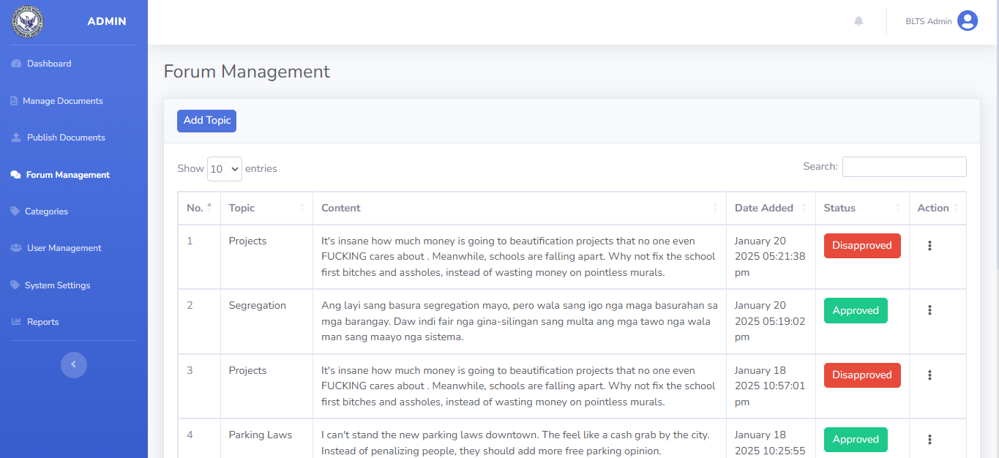 ADMIN
BLTS Admin
Dashboard
Manage Documents
Publish Documents
Forum Management
Categories
User Management
System Settings
Reports
Forum Management
Add Topic
Show 10 entries
Search:
No. Topic Content Date Added Status Action
1 Projects It's insane how much money is going to beautification projects that no one even January 20 Disapproved
FUCKING cares about . Meanwhile, schools are falling apart. Why not fix the school 2025 05:21:38
first bitches and assholes, instead of wasting money on pointless murals. pm
2 Segregation Ang layi sang basura segregation mayo, pero wala sang igo nga maga basurahan sa January 20 Approved
mga barangay. Daw indi fair nga gina-silingan sang multa ang mga tawo nga wala 2025 05:19:02
man sang maayo nga sistema. pm
3 Projects It's insane how much money is going to beautification projects that no one even January 18 Disapproved
FUCKING cares about . Meanwhile, schools are falling apart. Why not fix the school 2025 10:57:01
first bitches and assholes, instead of wasting money on pointless murals. pm
4 Parking Laws I can't stand the new parking laws downtown. The feel like a cash grab by the city. January 18 Approved
Instead of penalizing people, they should add more free parking opinion. 2025 10:25:55